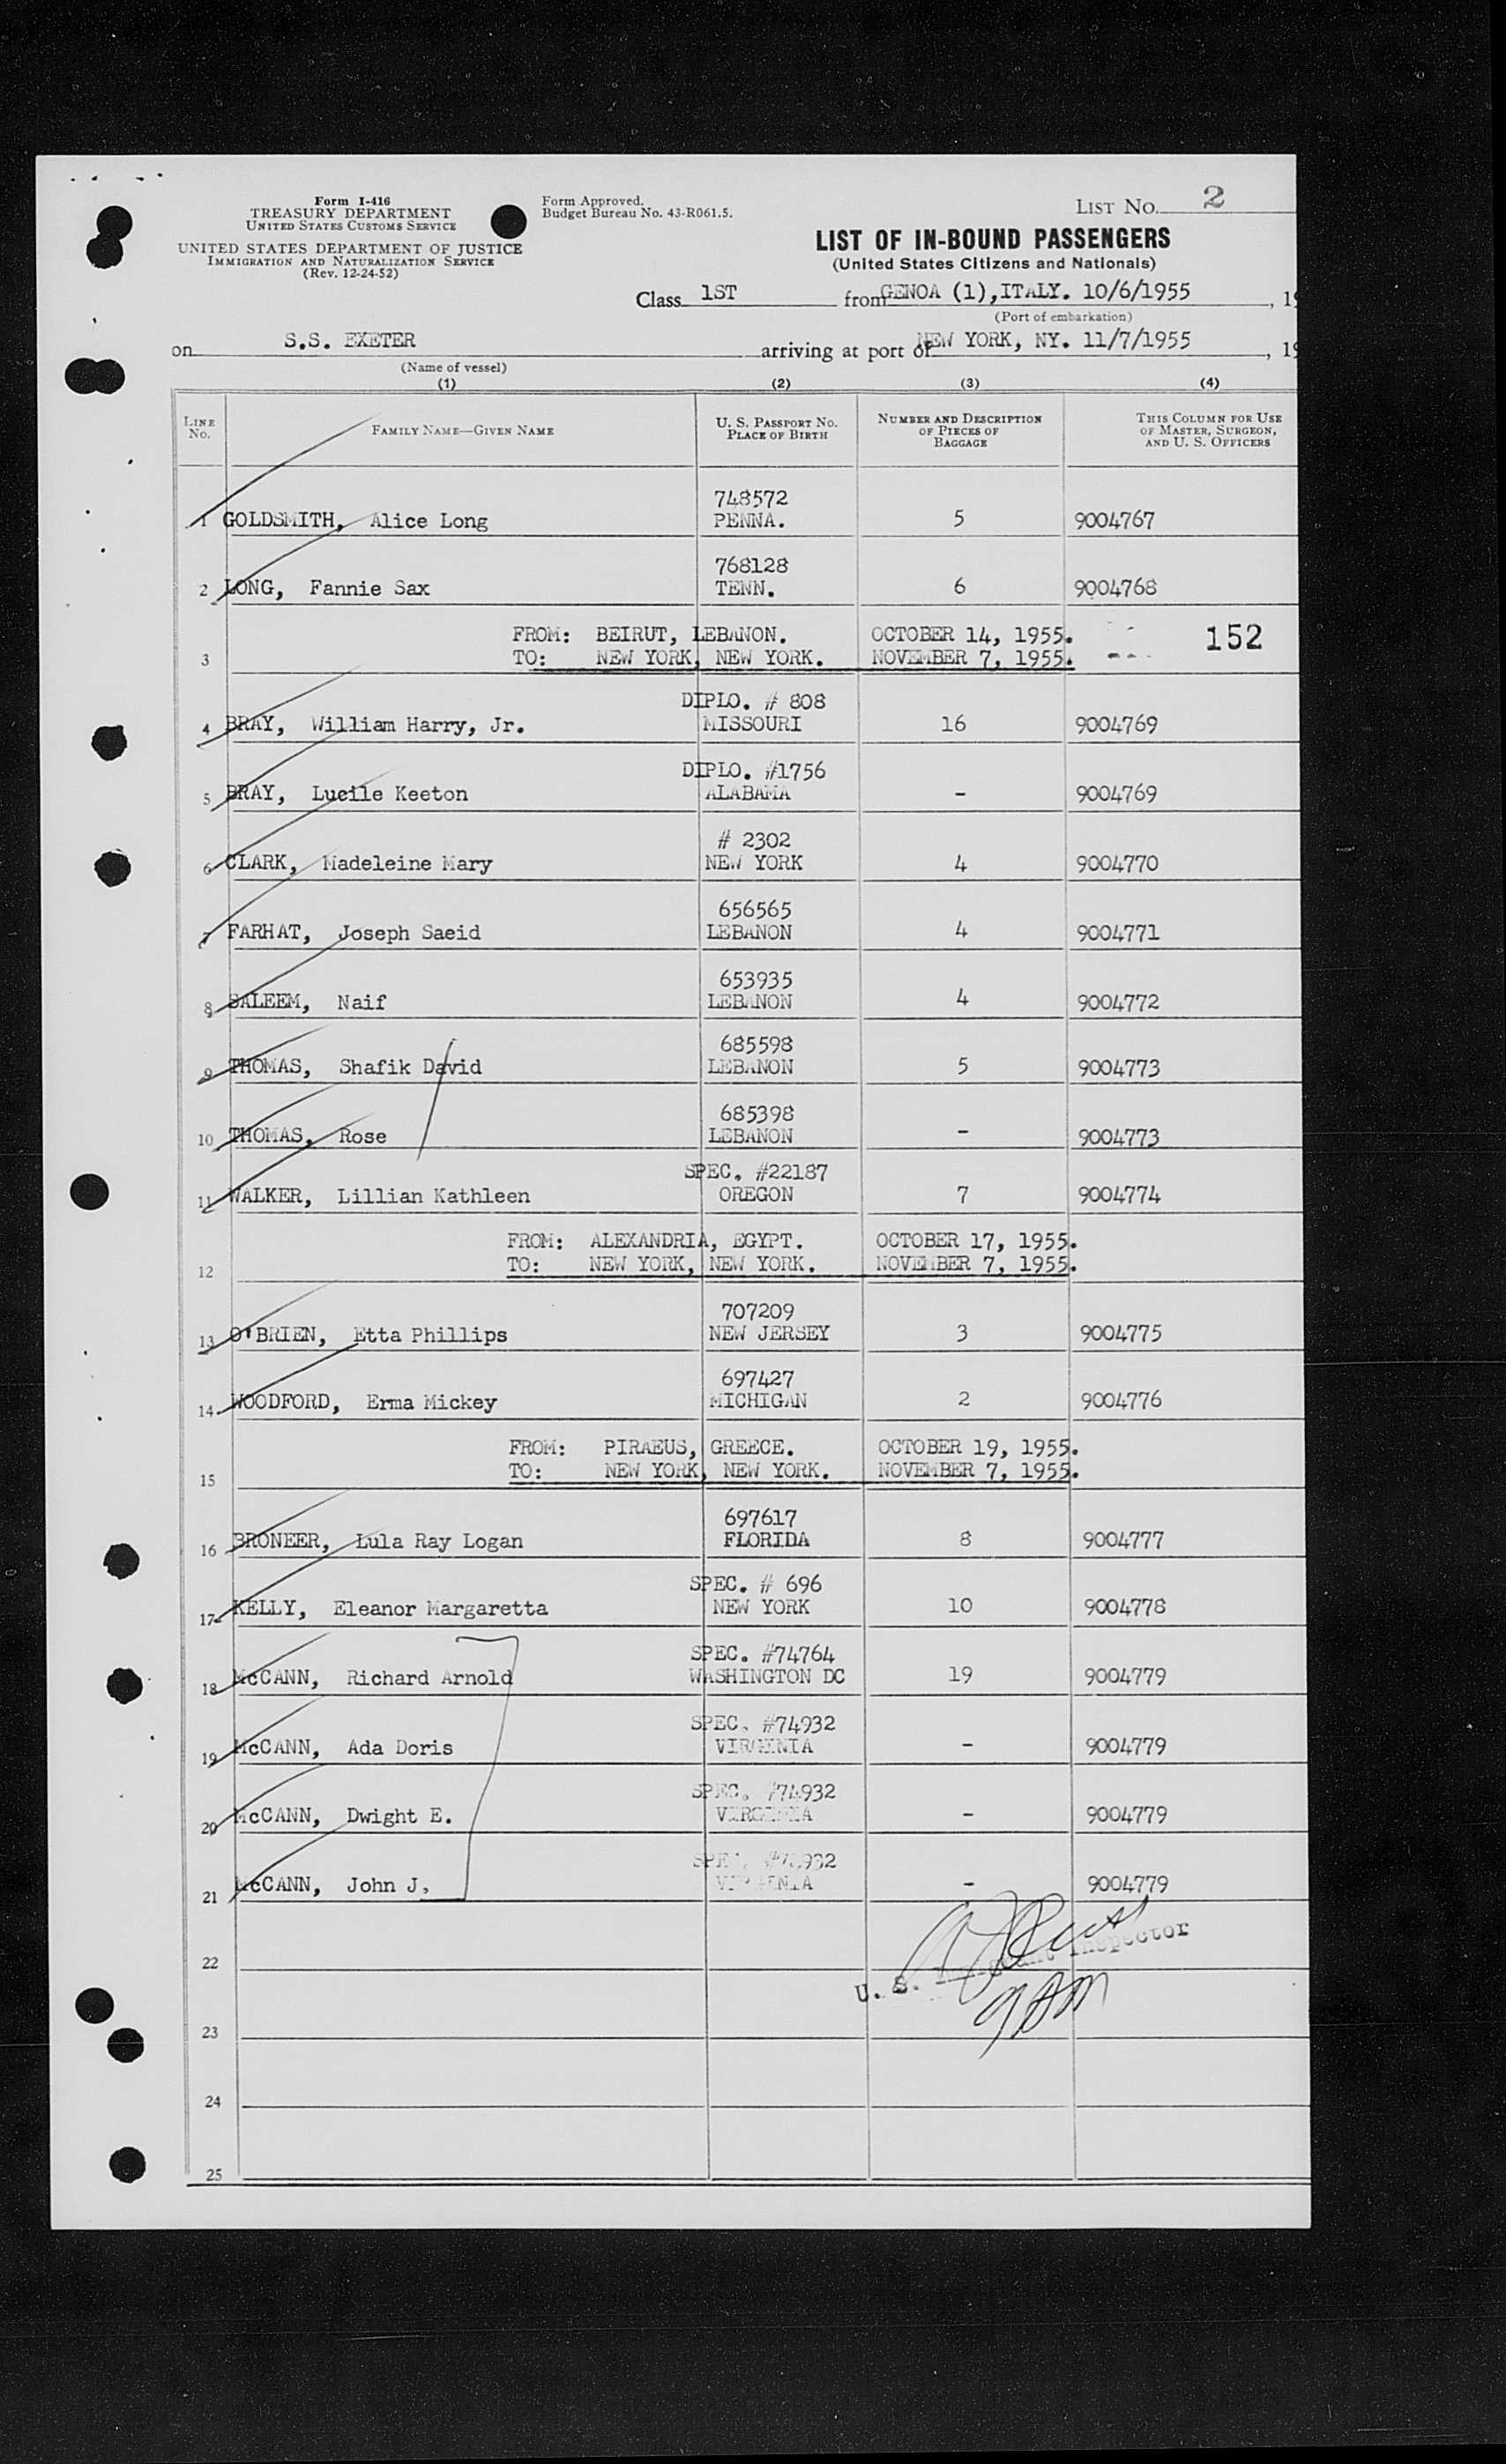 Form I-416
TREASURY DEPARTMENT
UNITED STATES CUSTOMS SERVICE
UNITED STATES DEPARTMENT OF JUSTICE
IMMIGRATION AND NATURALIZATION SERVICE
(Rev. 12-24-52)
Form Approved.
Budget Bureau No. 43-R061.5.
LIST NO. 2
LIST OF IN-BOUND PASSENGERS
(United States Citizens and Nationals)
Class 1ST from GENOA (1), ITALY. 10/6/1955, 19
(Port of embarkation)
on S.S. EXETER arriving at port of NEW YORK, NY. 11/7/1955, 19
(Name of vessel)
(1) (2) (3) (4)
LINE NO. FAMILY NAME—GIVEN NAME U. S. PASSPORT NO. PLACE OF BIRTH NUMBER AND DESCRIPTION OF PIECES OF BAGGAGE THIS COLUMN FOR USE OF MASTER, SURGEON, AND U. S. OFFICERS
748572
1 GOLDSMITH, Alice Long PENNA. 5 9004767
768128
2 LONG, Fannie Sax TENN. 6 9004768
FROM: BEIRUT, LEBANON. OCTOBER 14, 1955. 152
3 TO: NEW YORK, NEW YORK. NOVEMBER 7, 1955.
DIPLO. # 808
4 BRAY, William Harry, Jr. MISSOURI 16 9004769
DIPLO. #1756
5 BRAY, Lucile Keeton ALABAMA - 9004769
# 2302
6 CLARK, Madeleine Mary NEW YORK 4 9004770
656565
7 FARHAT, Joseph Saeid LEBANON 4 9004771
653935
8 SALEEM, Naif LEBANON 4 9004772
685598
9 THOMAS, Shafik David LEBANON 5 9004773
685398
10 THOMAS, Rose LEBANON - 9004773
SPEC. #22187
11 WALKER, Lillian Kathleen OREGON 7 9004774
FROM: ALEXANDRIA, EGYPT. OCTOBER 17, 1955.
12 TO: NEW YORK, NEW YORK. NOVEMBER 7, 1955.
707209
13 O'BRIEN, Etta Phillips NEW JERSEY 3 9004775
697427
14 WOODFORD, Erma Mickey MICHIGAN 2 9004776
FROM: PIRAEUS, GREECE. OCTOBER 19, 1955.
15 TO: NEW YORK, NEW YORK. NOVEMBER 7, 1955.
697617
16 BRONEER, Lula Ray Logan FLORIDA 8 9004777
SPEC. # 696
17 KELLY, Eleanor Margaretta NEW YORK 10 9004778
SPEC. #74764
18 McCANN, Richard Arnold WASHINGTON DC 19 9004779
SPEC. #74932
19 McCANN, Ada Doris VIRGINIA - 9004779
SPEC. #74932
20 McCANN, Dwight E. VIRGINIA - 9004779
SPEC. #74932
21 McCANN, John J. VIRGINIA - 9004779
22 U. S. Immigrant Inspector
9AM
23
24
25